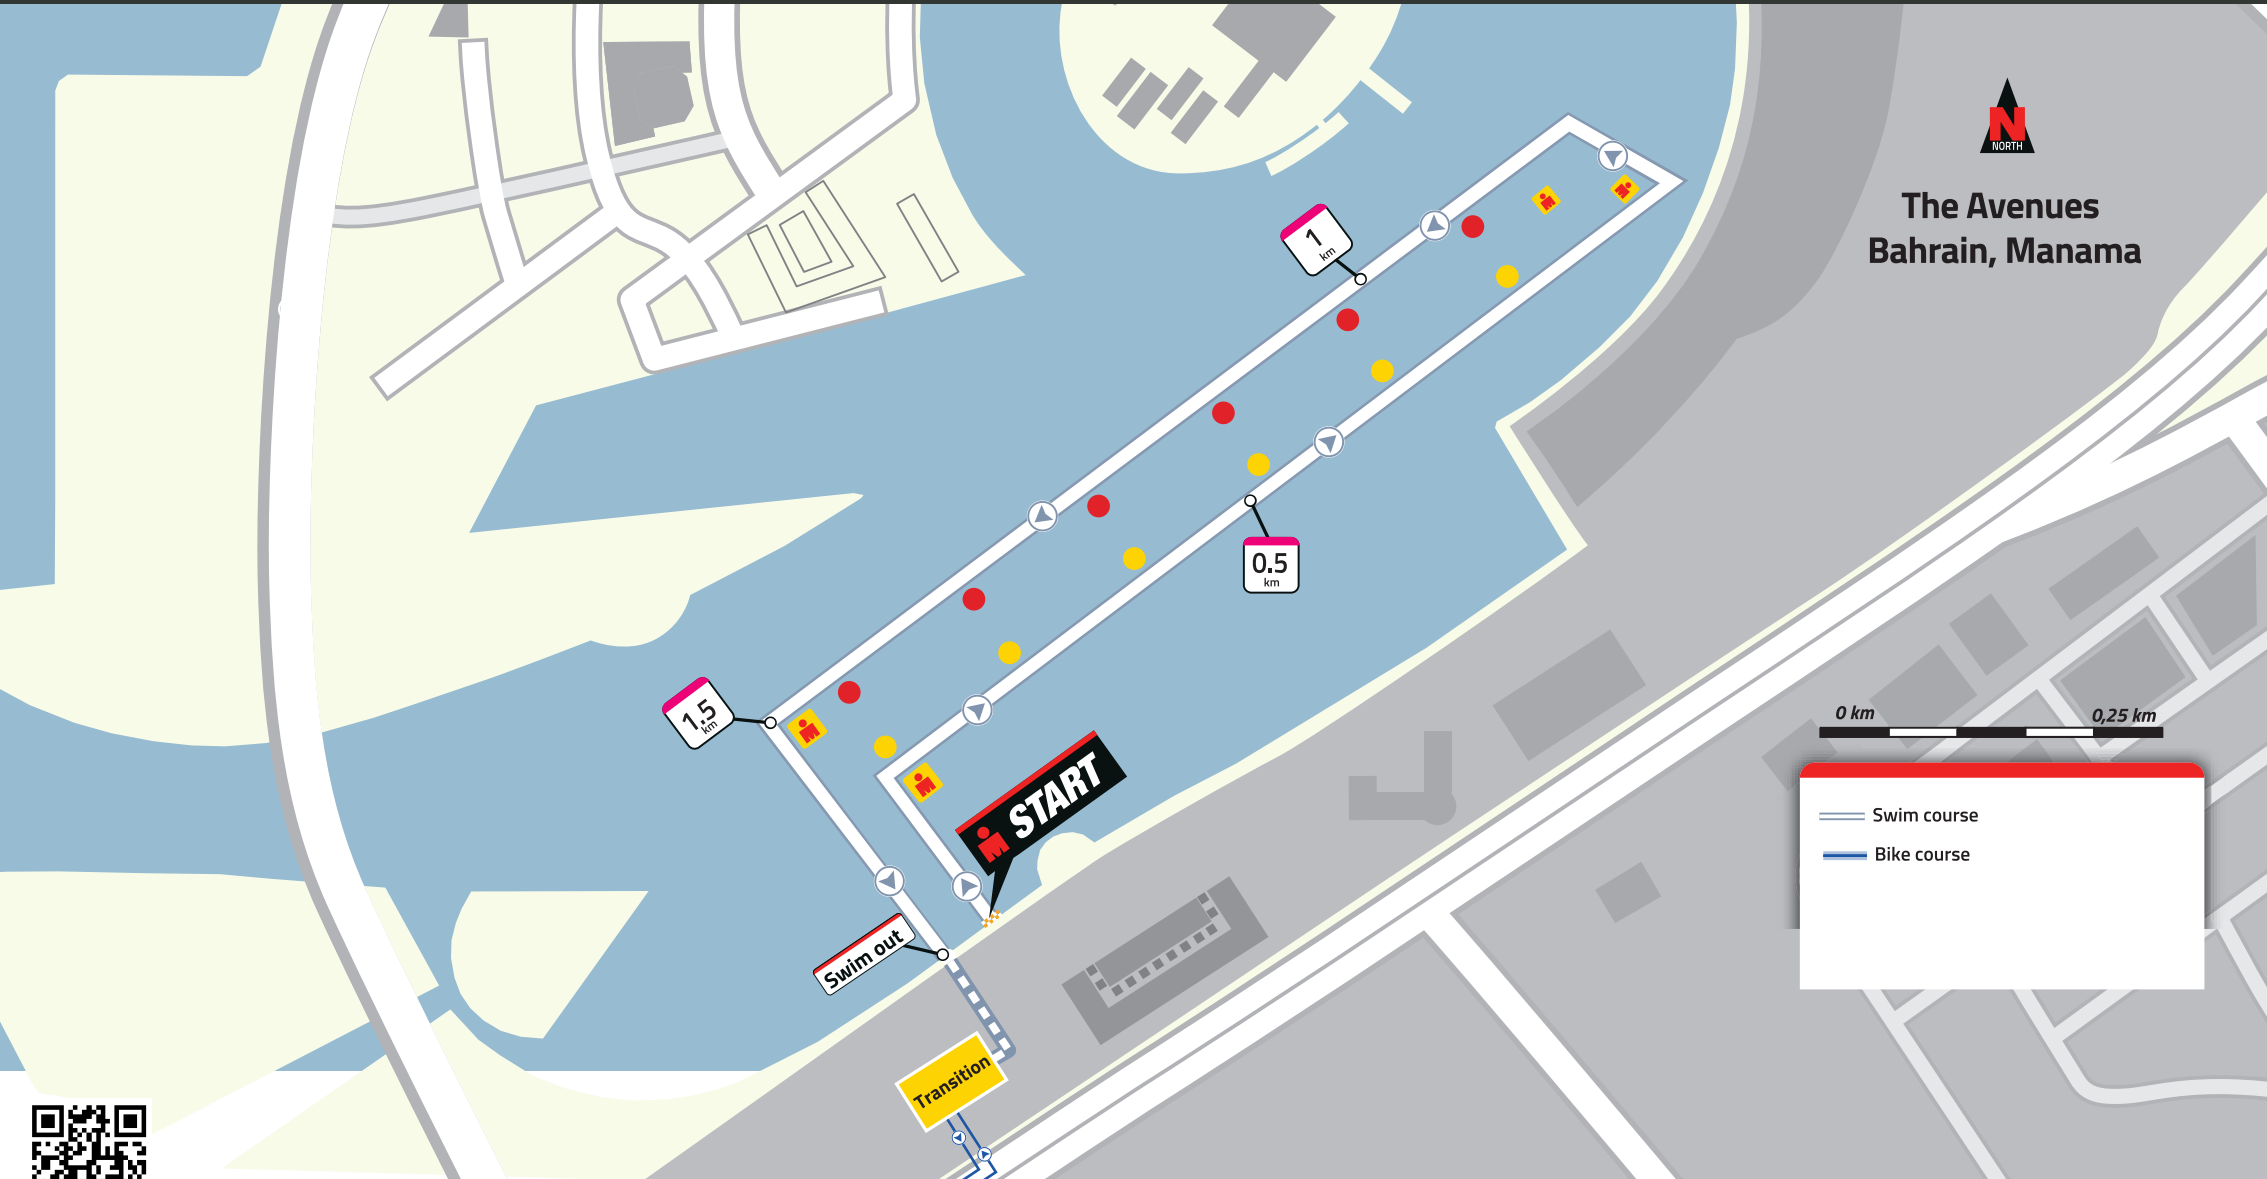 N
NORTH
The Avenues
Bahrain, Manama
1
km
0.5
km
1.5
km
START
Swim out
Transition
0 km
0,25 km
Swim course
Bike course